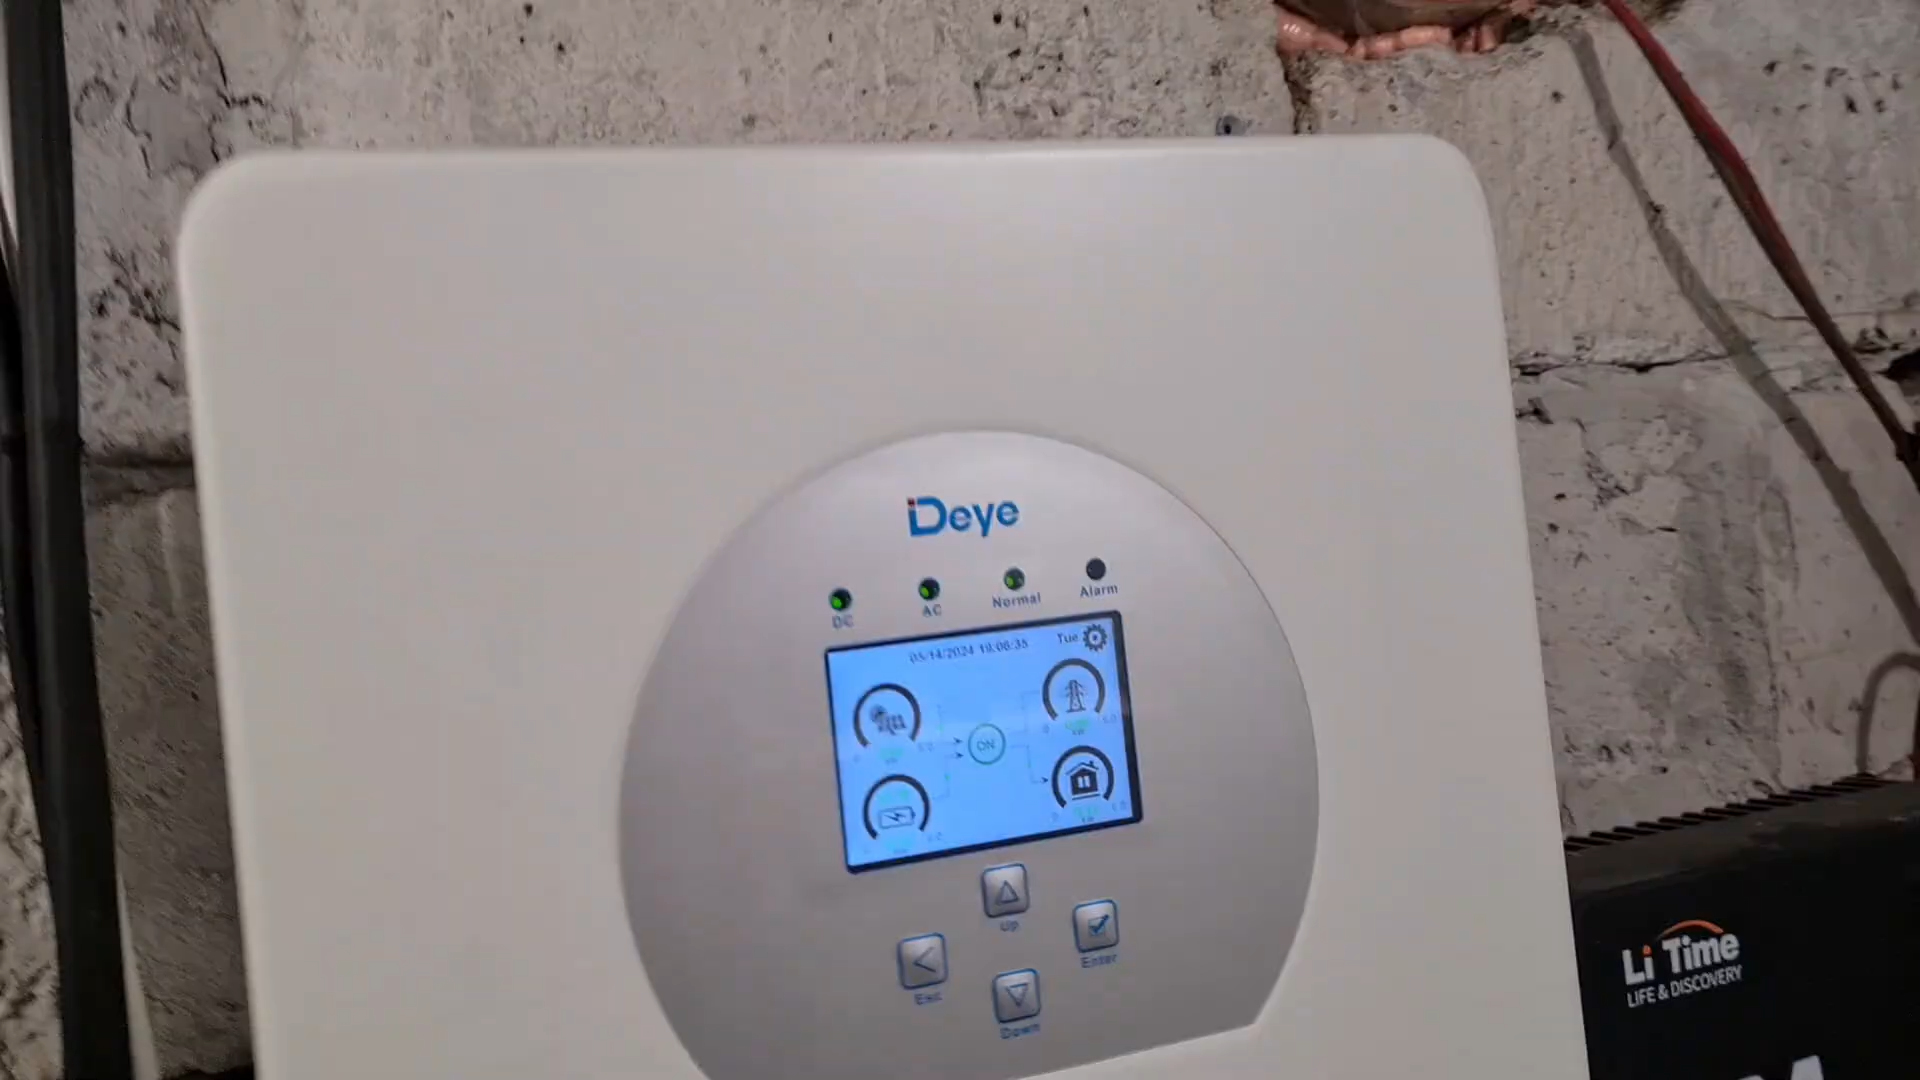 Deye
DC
AC
Normal
Alarm
05/14/2024 19:06:35
Tue
ON
Up
Enter
Esc
Down
Li Time
LIFE & DISCOVERY